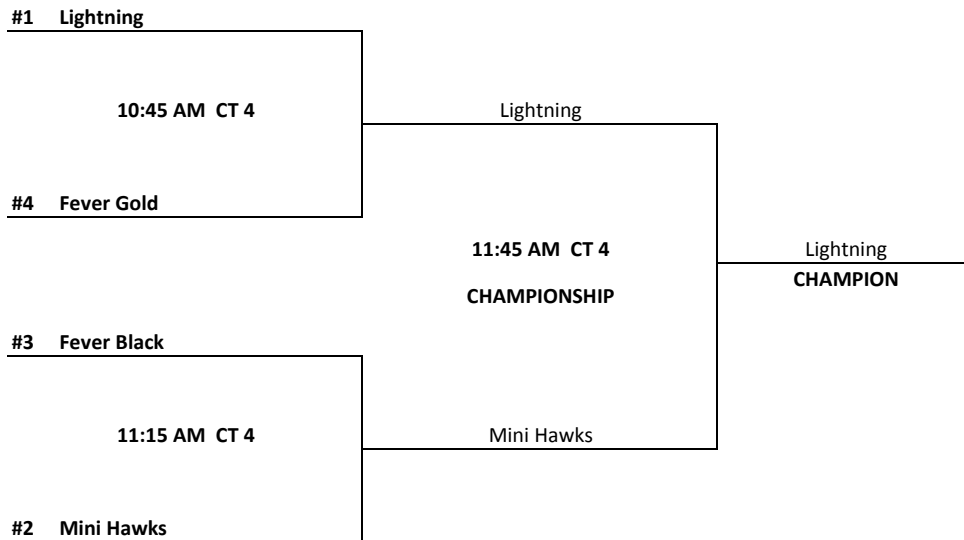 #1 Lightning
10:45 AM CT 4
Lightning
#4 Fever Gold
11:45 AM CT 4
Lightning
CHAMPIONSHIP
CHAMPION
#3 Fever Black
11:15 AM CT 4
Mini Hawks
#2 Mini Hawks